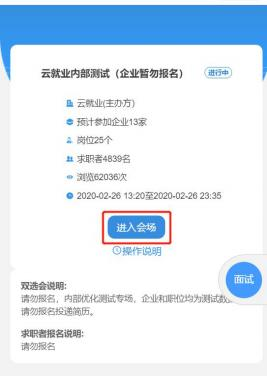 云就业内部测试（企业暂勿报名） 进行中
云就业(主办方)
预计参加企业13家
岗位25个
求职者4839名
浏览62036次
2020-02-26 13:20至2020-02-26 23:35
进入会场
操作说明
面试
双选会说明:
请勿报名，内部优化测试专场，企业和职位均为测试数
请勿报名投递简历。
求职者报名说明:
请勿报名